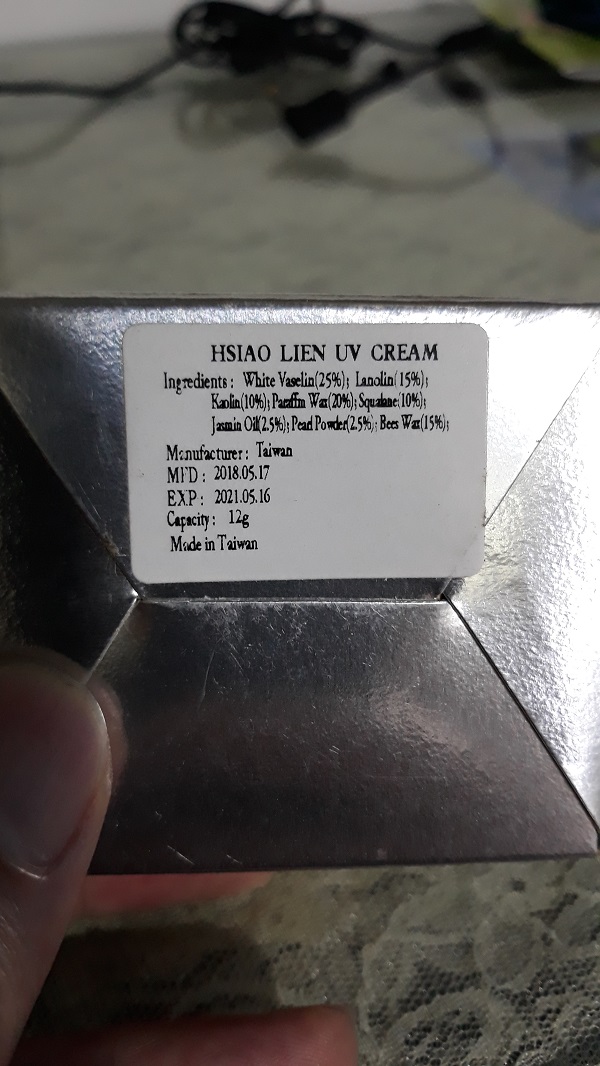 HSIAO LIEN UV CREAM
Ingredients : White Vaselin(25%); Lanolin(15%);
Kaolin(10%); Paraffin Wax(20%); Squalane(10%);
Jasmin Oil(2.5%); Pearl Powder(2.5%); Bees Wax(15%);
Manufacturer : Taiwan
MFD : 2018.05.17
EXP : 2021.05.16
Capacity : 12g
Made in Taiwan